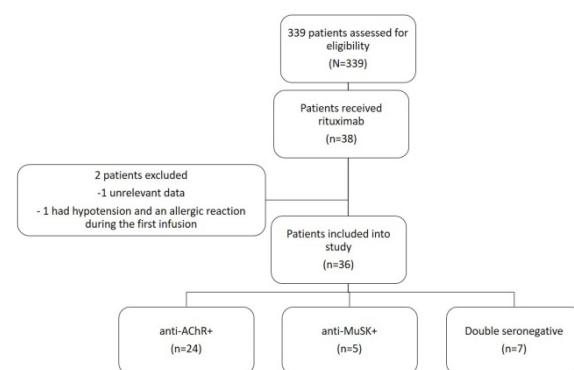 339 patients assessed for
eligibility
(N=339)
Patients received
rituximab
(n=38)
2 patients excluded
-1 unrelevant data
- 1 had hypotension and an allergic reaction
during the first infusion
Patients included into
study
(n=36)
anti-AChR+
(n=24)
anti-MuSK+
(n=5)
Double seronegative
(n=7)